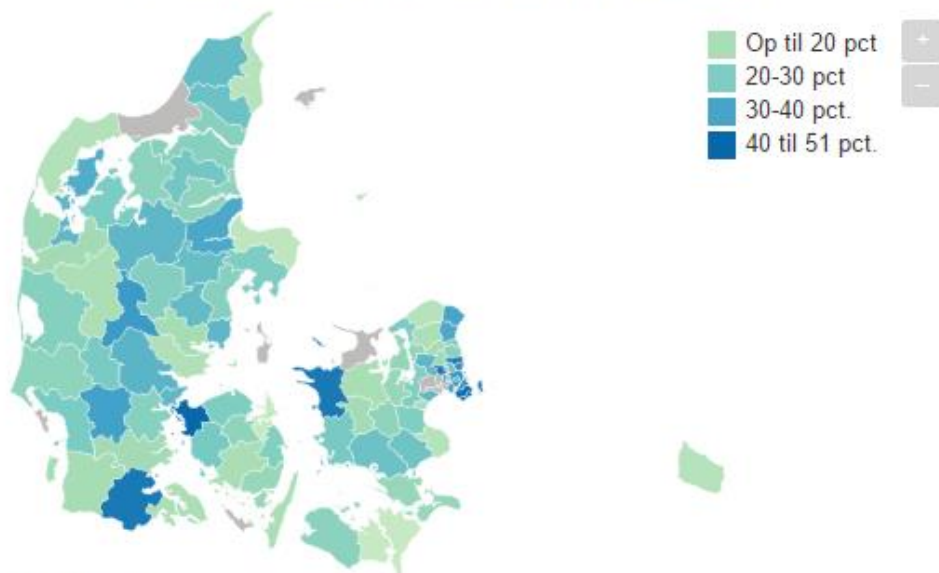 Op til 20 pct
20-30 pct
30-40 pct.
40 til 51 pct.
+
−